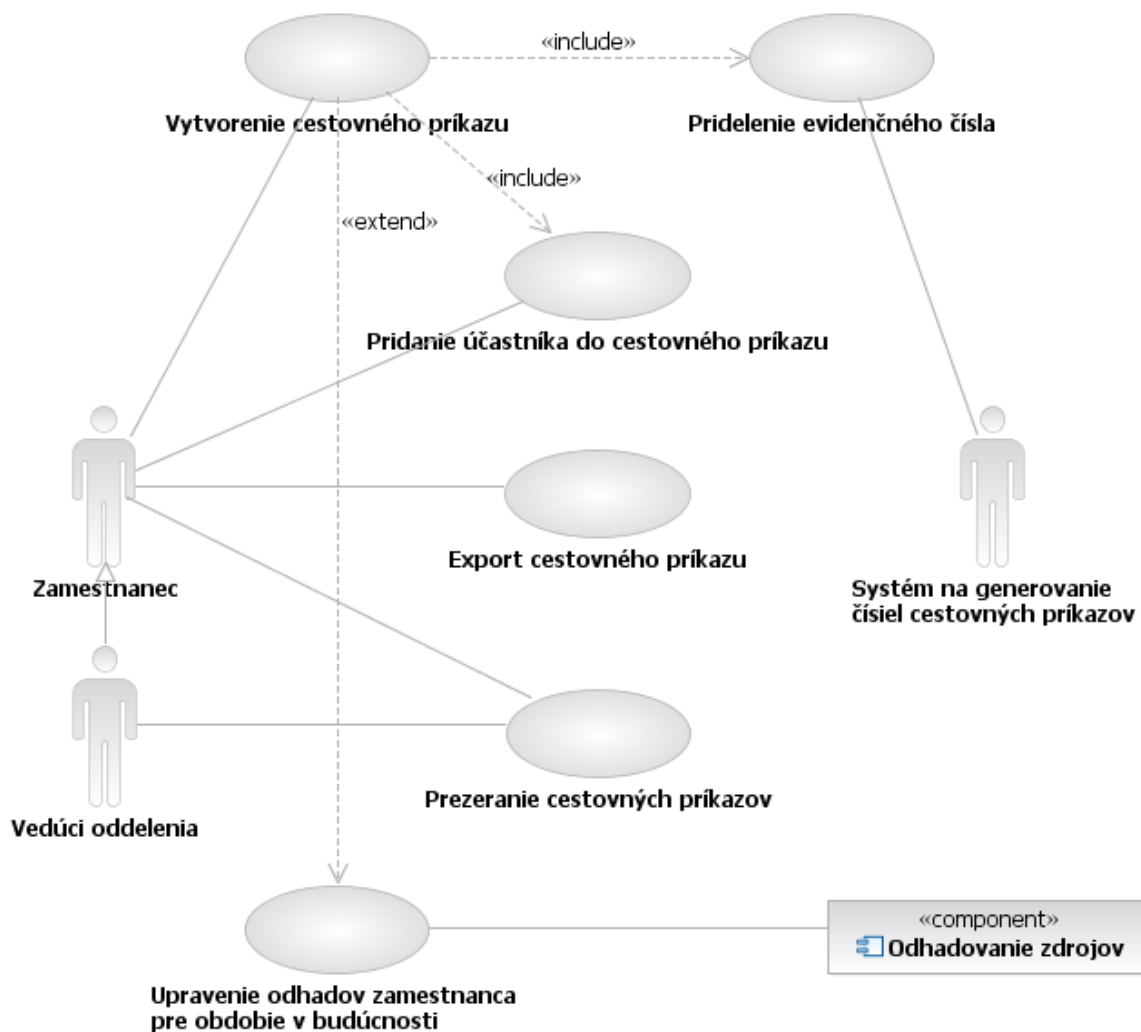 «include»
Vytvorenie cestovného príkazu
Pridelenie evidenčného čísla
«include»
«extend»
Pridanie účastníka do cestovného príkazu
Export cestovného príkazu
Zamestnanec
Systém na generovanie
čísiel cestovných príkazov
Prezeranie cestovných príkazov
Vedúci oddelenia
«component»
Odhadovanie zdrojov
Upravenie odhadov zamestnanca
pre obdobie v budúcnosti